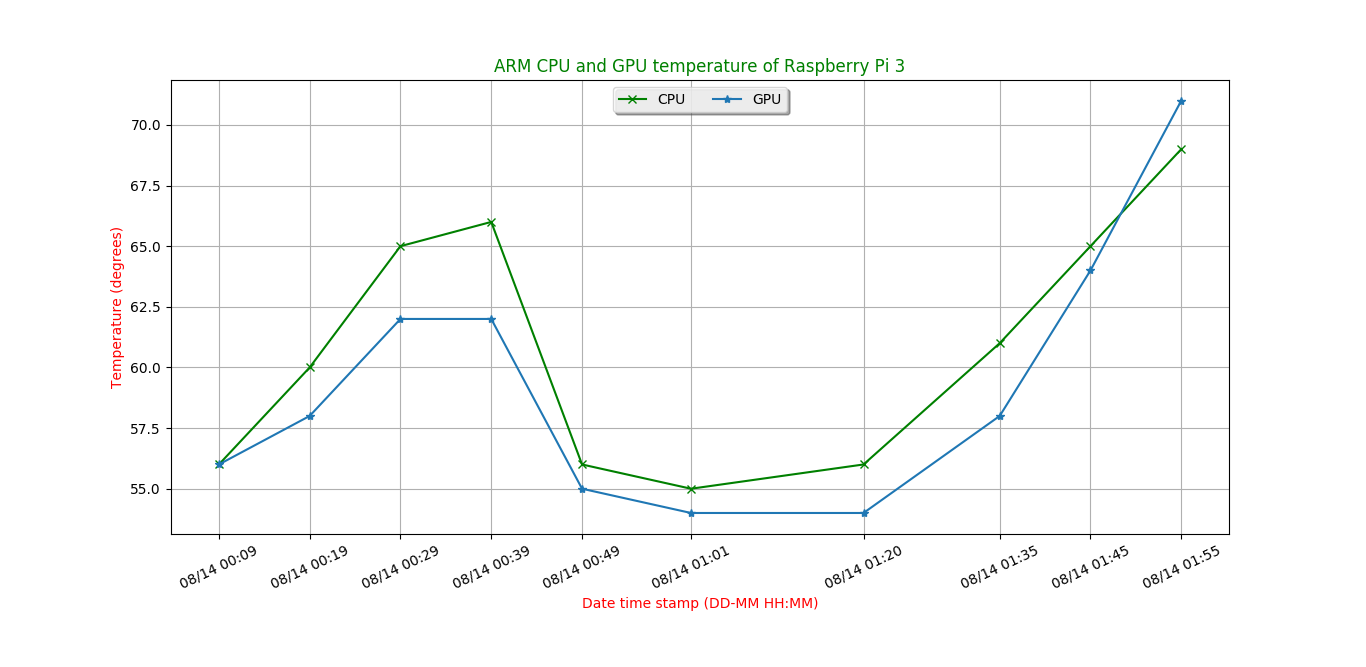 ARM CPU and GPU temperature of Raspberry Pi 3
CPU GPU
70.0
67.5
65.0
62.5
60.0
57.5
55.0
Temperature (degrees)
08/14 00:09 08/14 00:19 08/14 00:29 08/14 00:39 08/14 00:49 08/14 01:01 08/14 01:20 08/14 01:35 08/14 01:45 08/14 01:55
Date time stamp (DD-MM HH:MM)